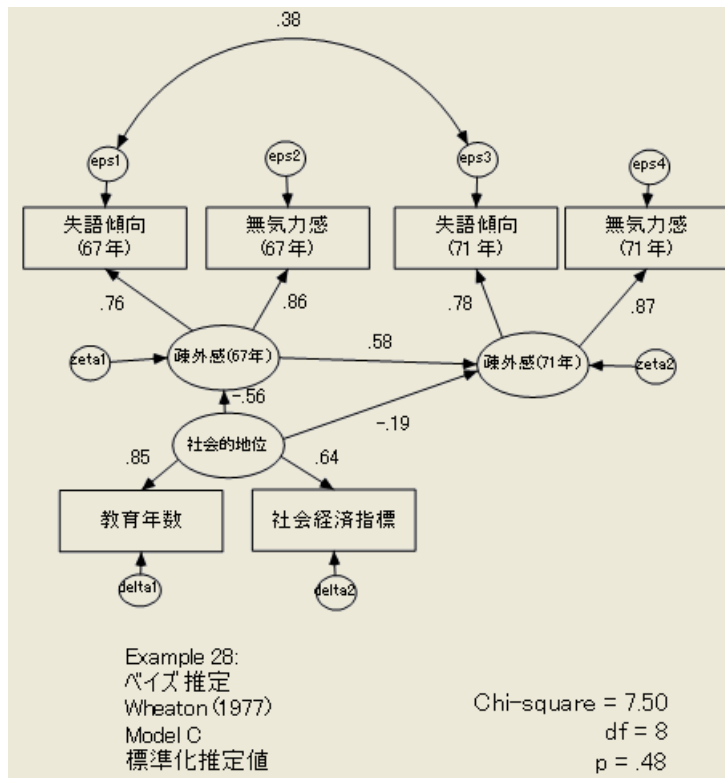 .38
eps1
eps2
eps3
eps4
失語傾向
(67年)
無気力感
(67年)
失語傾向
(71年)
無気力感
(71年)
.76
.86
.78
.87
zeta1
疎外感(67年)
.58
疎外感(71年)
zeta2
-.56
-.19
社会的地位
.85
.64
教育年数
社会経済指標
delta1
delta2
Example 28:
ベイズ推定
Wheaton (1977)
Model C
標準化推定値
Chi-square = 7.50
df = 8
p = .48